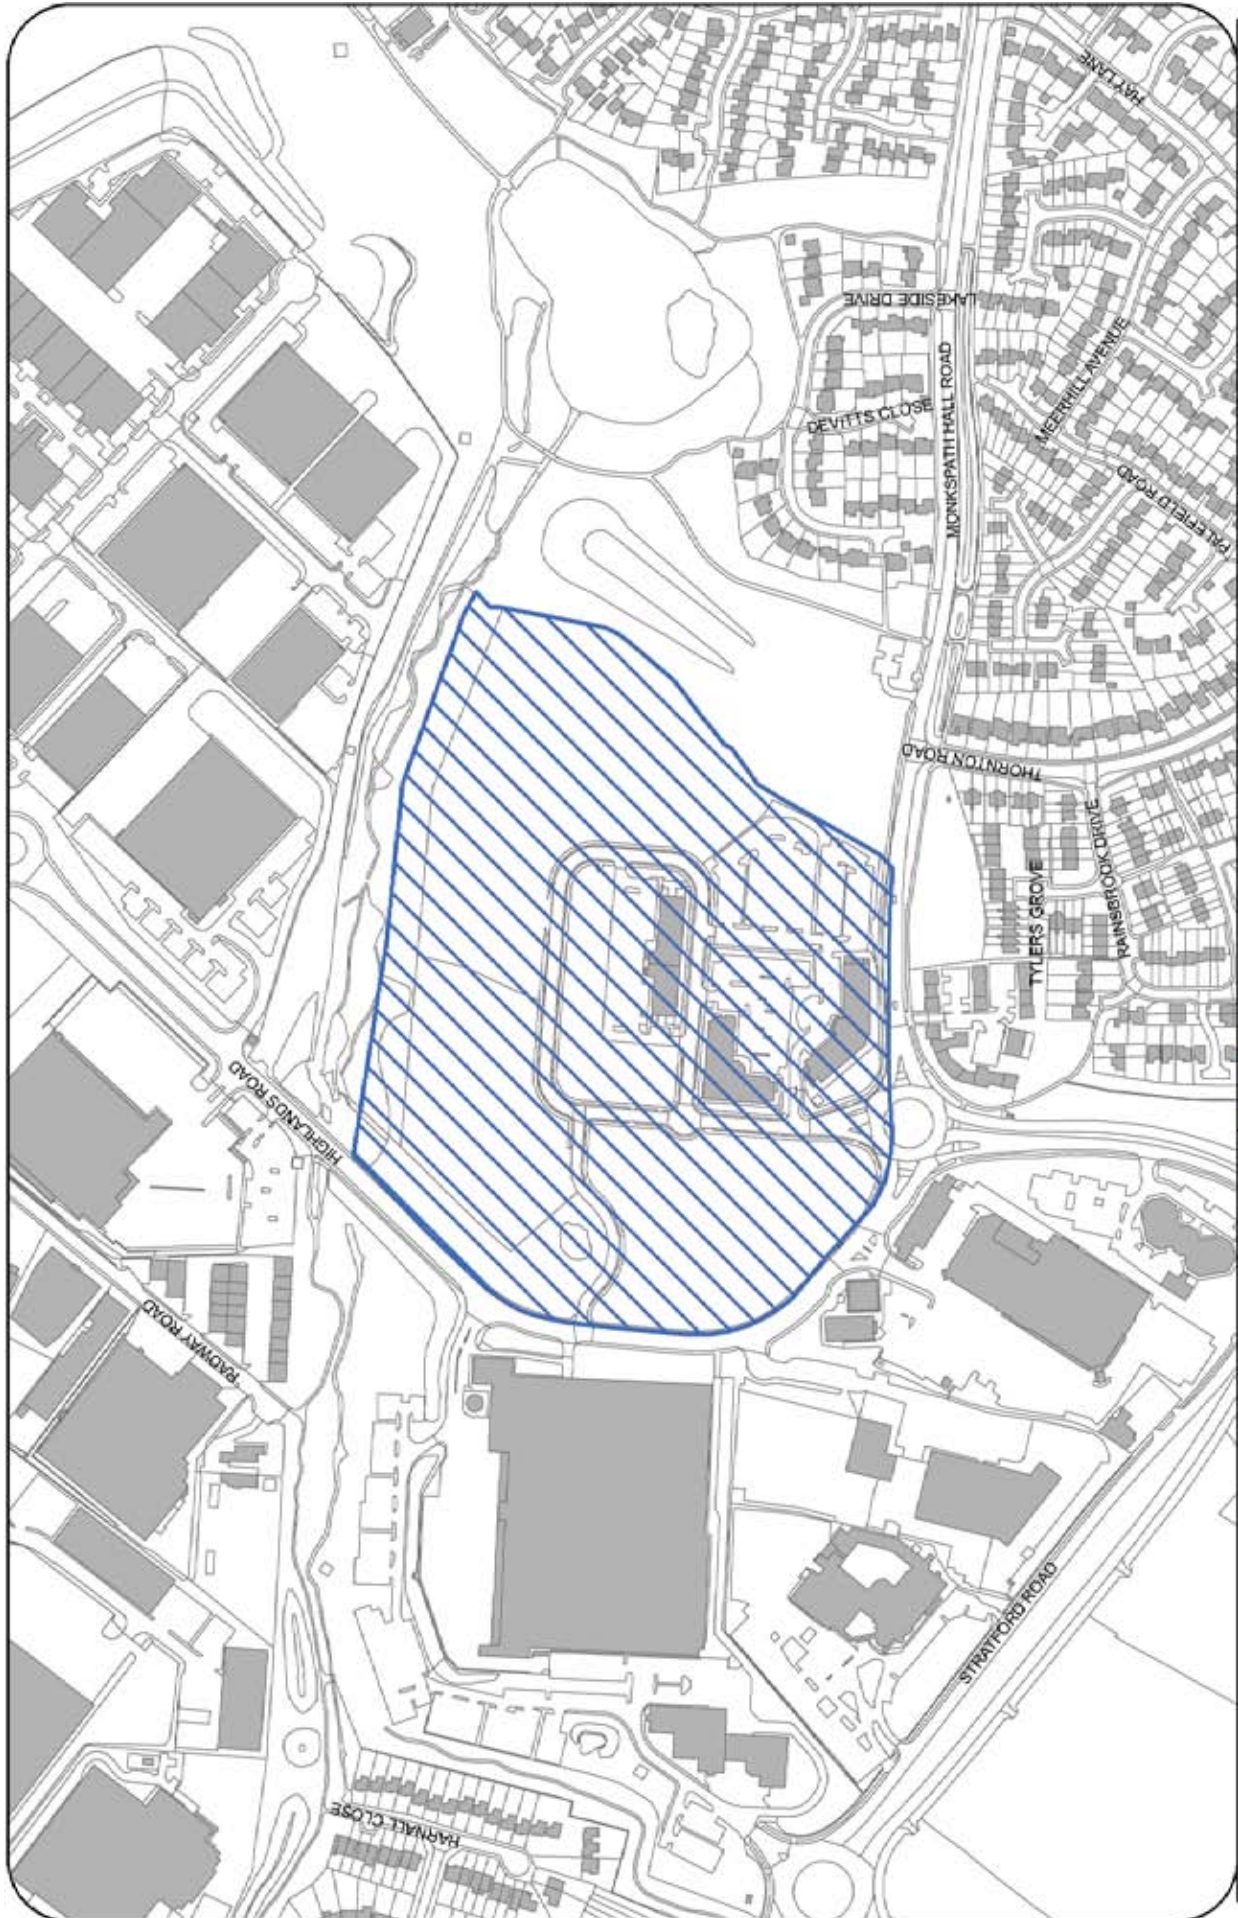 HAY LANE
LAKESIDE DRIVE
MONKSPATH HALL ROAD
MEERHILL AVENUE
DEVITTS CLOSE
PALEFIELD ROAD
THORNTON ROAD
RAINSBROOK DRIVE
TYLERS GROVE
HIGHLANDS ROAD
RADWAY ROAD
STRATFORD ROAD
HARNALL CLOSE